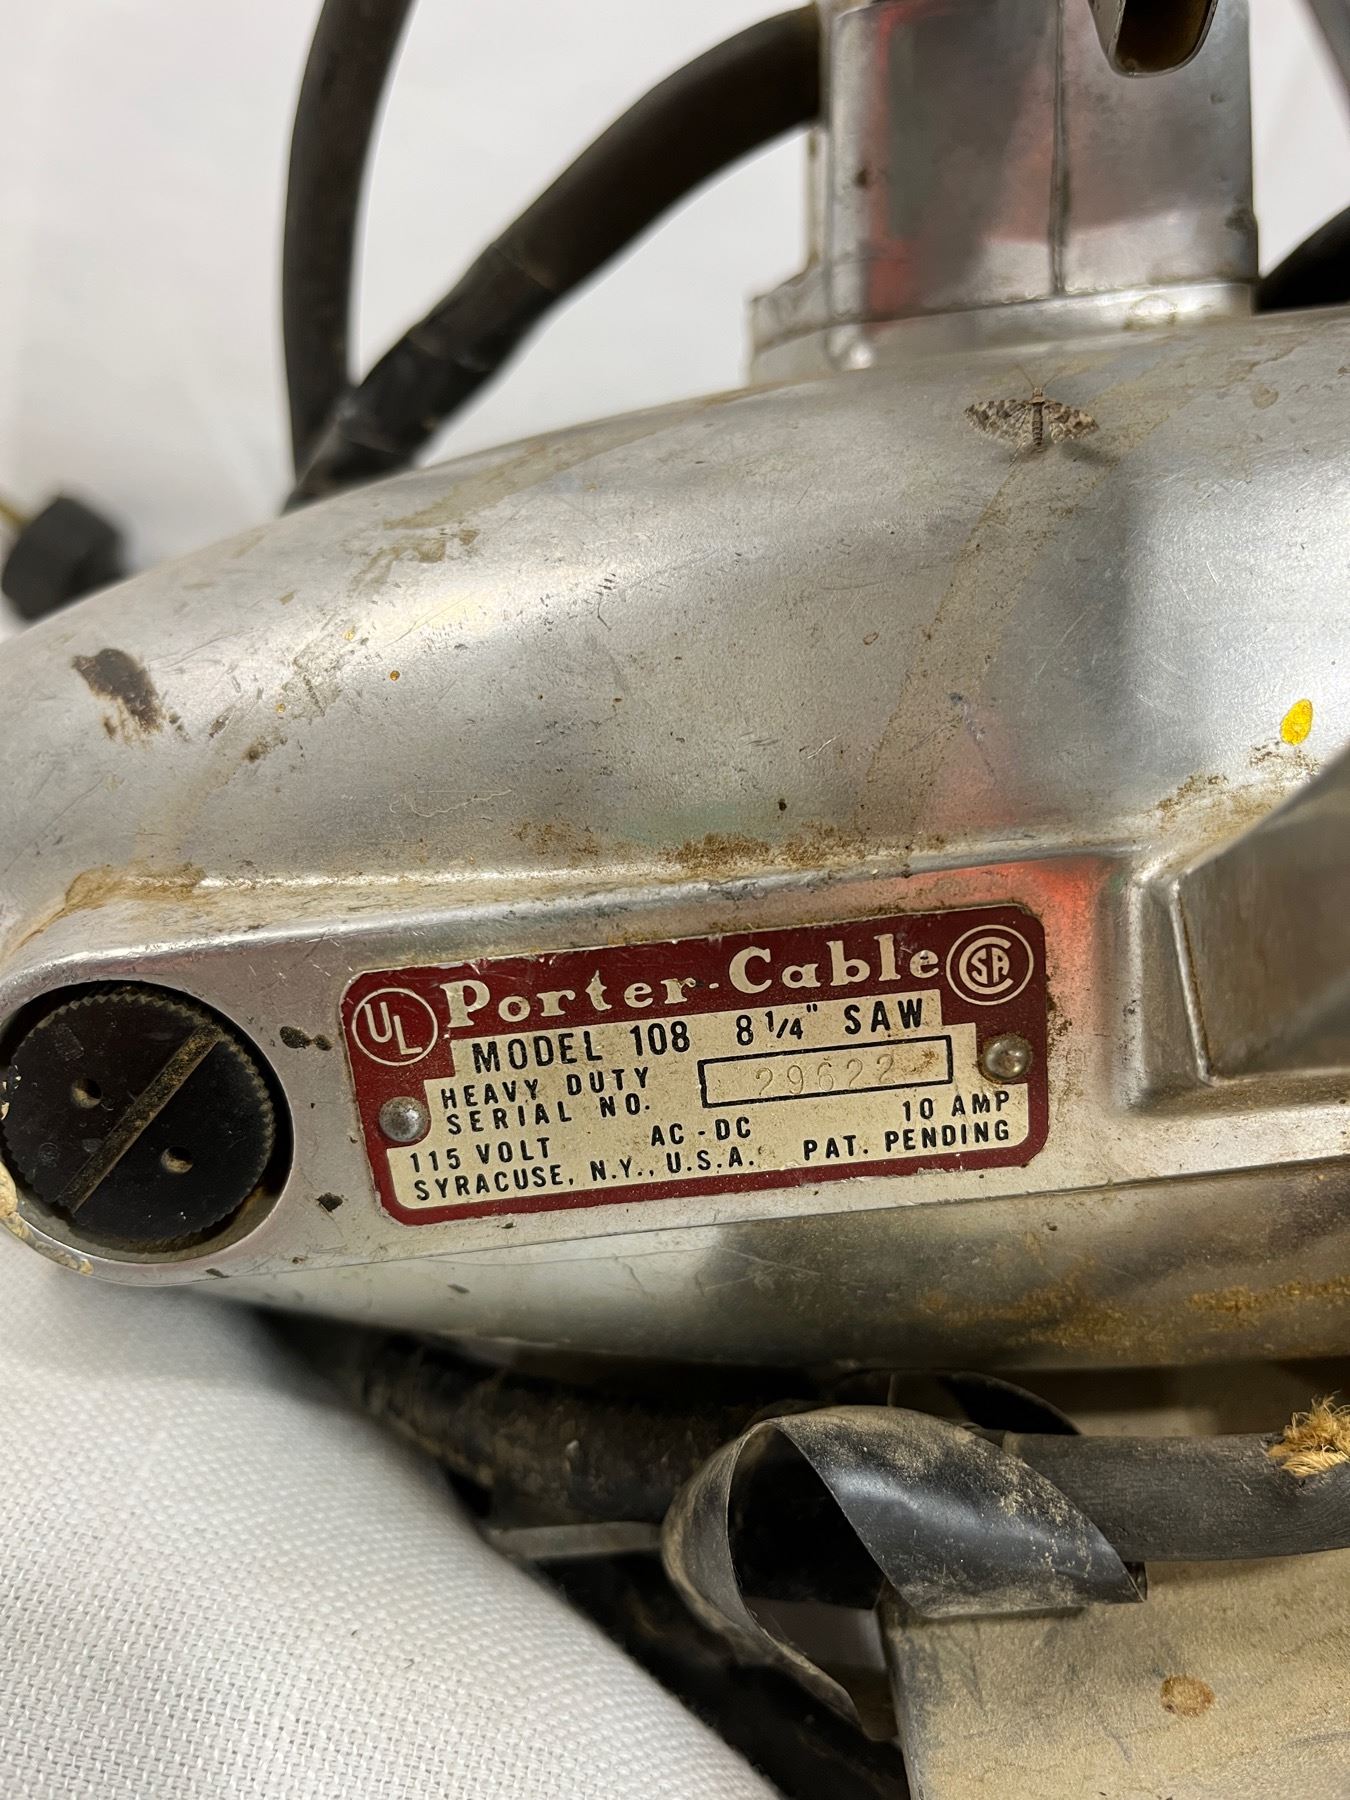 UL Porter-Cable CSA
MODEL 108 8 1/4" SAW
HEAVY DUTY
SERIAL NO. 29622
115 VOLT AC-DC 10 AMP
SYRACUSE, N.Y., U.S.A. PAT. PENDING